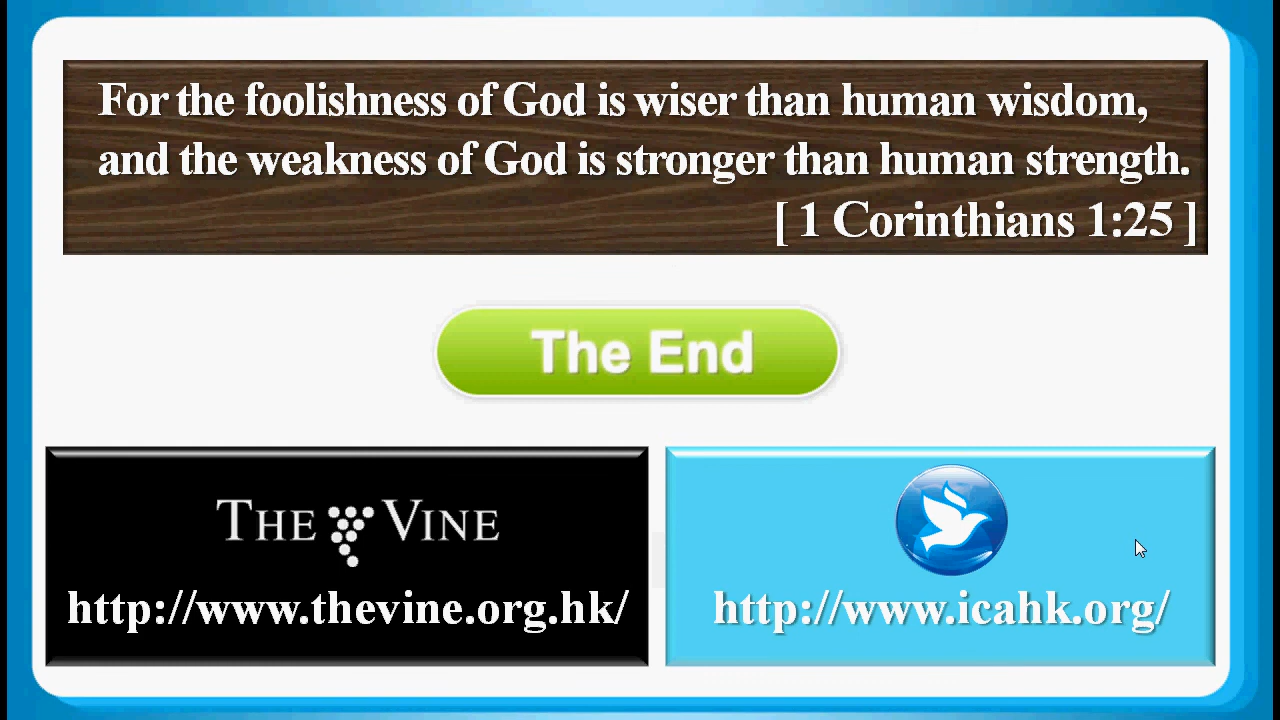 For the foolishness of God is wiser than human wisdom,
and the weakness of God is stronger than human strength.
[ 1 Corinthians 1:25 ]
The End
THE VINE
http://www.thevine.org.hk/
http://www.icahk.org/